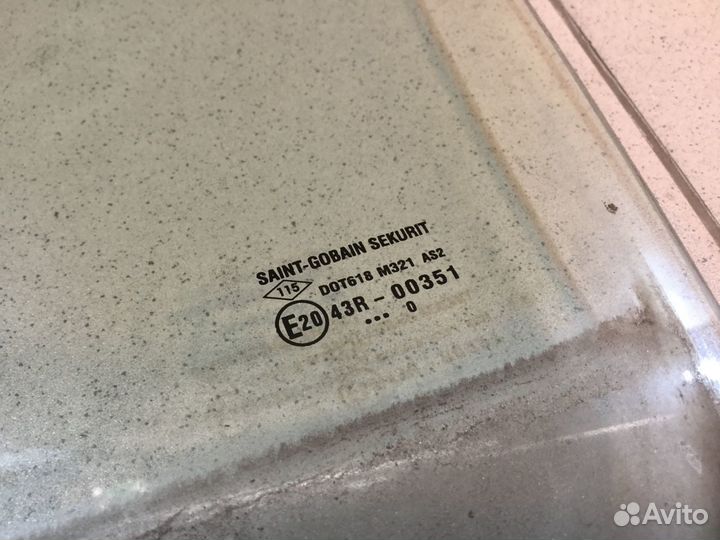 SAINT-GOBAIN SEKURIT
115 DOT618 M321 AS2
E20 43R-00351
... 0
Avito